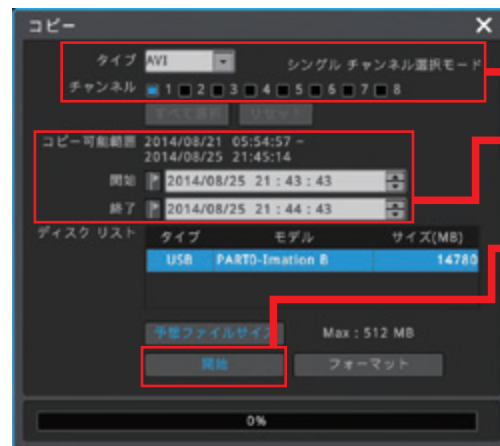 コピー
タイプ AVI シングル チャンネル選択モード
チャンネル 1 2 3 4 5 6 7 8
すべて選択 リセット
コピー可能範囲 2014/08/21 05:54:57 ~
2014/08/25 21:45:14
開始 2014/08/25 21 : 43 : 43
終了 2014/08/25 21 : 44 : 43
ディスク リスト タイプ モデル サイズ(MB)
USB PART0-Imation B 14780
予想ファイルサイズ Max : 512 MB
開始 フォーマット
0%